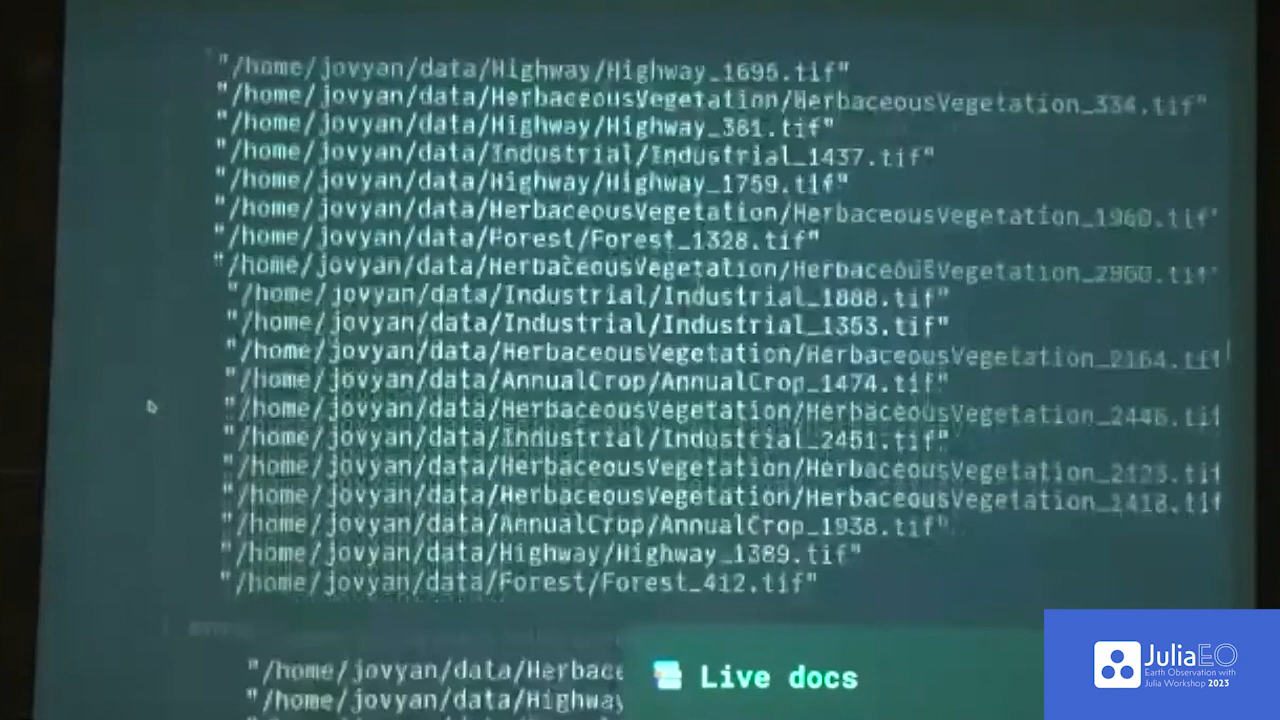 "/home/jovyan/data/Highway/Highway_1695.tif"
"/home/jovyan/data/HerbaceousVegetation/HerbaceousVegetation_334.tif"
"/home/jovyan/data/Highway/Highway_381.tif"
"/home/jovyan/data/Industrial/Industrial_1437.tif"
"/home/jovyan/data/Highway/Highway_1759.tif"
"/home/jovyan/data/HerbaceousVegetation/HerbaceousVegetation_1960.tif"
"/home/jovyan/data/Forest/Forest_1328.tif"
"/home/jovyan/data/HerbaceousVegetation/HerbaceousVegetation_2960.tif"
"/home/jovyan/data/Industrial/Industrial_1888.tif"
"/home/jovyan/data/Industrial/Industrial_1353.tif"
"/home/jovyan/data/HerbaceousVegetation/HerbaceousVegetation_2164.tif
"/home/jovyan/data/AnnualCrop/AnnualCrop_1474.tif"
"/home/jovyan/data/HerbaceousVegetation/HerbaceousVegetation_2446.tif
"/home/jovyan/data/Industrial/Industrial_2451.tif"
"/home/jovyan/data/HerbaceousVegetation/HerbaceousVegetation_2123.tif
"/home/jovyan/data/HerbaceousVegetation/HerbaceousVegetation_2418.tif
"/home/jovyan/data/AnnualCrop/AnnualCrop_1938.tif"
"/home/jovyan/data/Highway/Highway_1389.tif"
"/home/jovyan/data/Forest/Forest_412.tif"
"/home/jovyan/data/Herbace
"/home/jovyan/data/Highway
Live docs
JuliaEO
Earth Observation with
Julia Workshop 2023